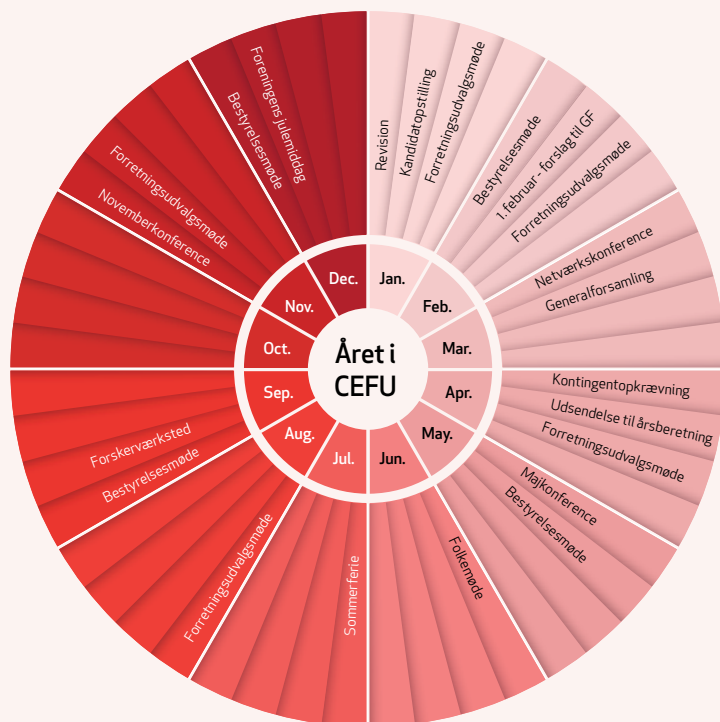 Året i
CEFU
Jan.
Revision
Kandidatopstilling
Forretningsudvalgsmøde
Feb.
Bestyrelsesmøde
1.februar - forslag til GF
Forretningsudvalgsmøde
Mar.
Netværkskonference
Generalforsamling
Apr.
Kontingentopkrævning
Udsendelse til årsberetning
Forretningsudvalgsmøde
May.
Majkonference
Bestyrelsesmøde
Jun.
Folkemøde
Jul.
Sommerferie
Aug.
Forretningsudvalgsmøde
Sep.
Bestyrelsesmøde
Forskerværksted
Oct.
Nov.
Novemberkonference
Forretningsudvalgsmøde
Dec.
Bestyrelsesmøde
Foreningens julemiddag